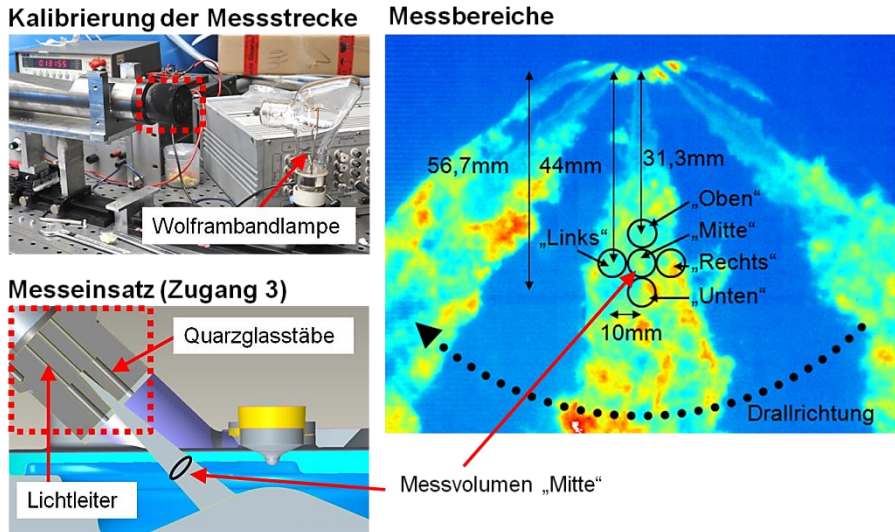 Kalibrierung der Messstrecke
013155
Wolframbandlampe
Messeinsatz (Zugang 3)
Quarzglasstäbe
Lichtleiter
Messbereiche
56,7mm
44mm
31,3mm
„Oben“
„Links“
„Mitte“
„Rechts“
„Unten“
10mm
Drallrichtung
Messvolumen „Mitte“